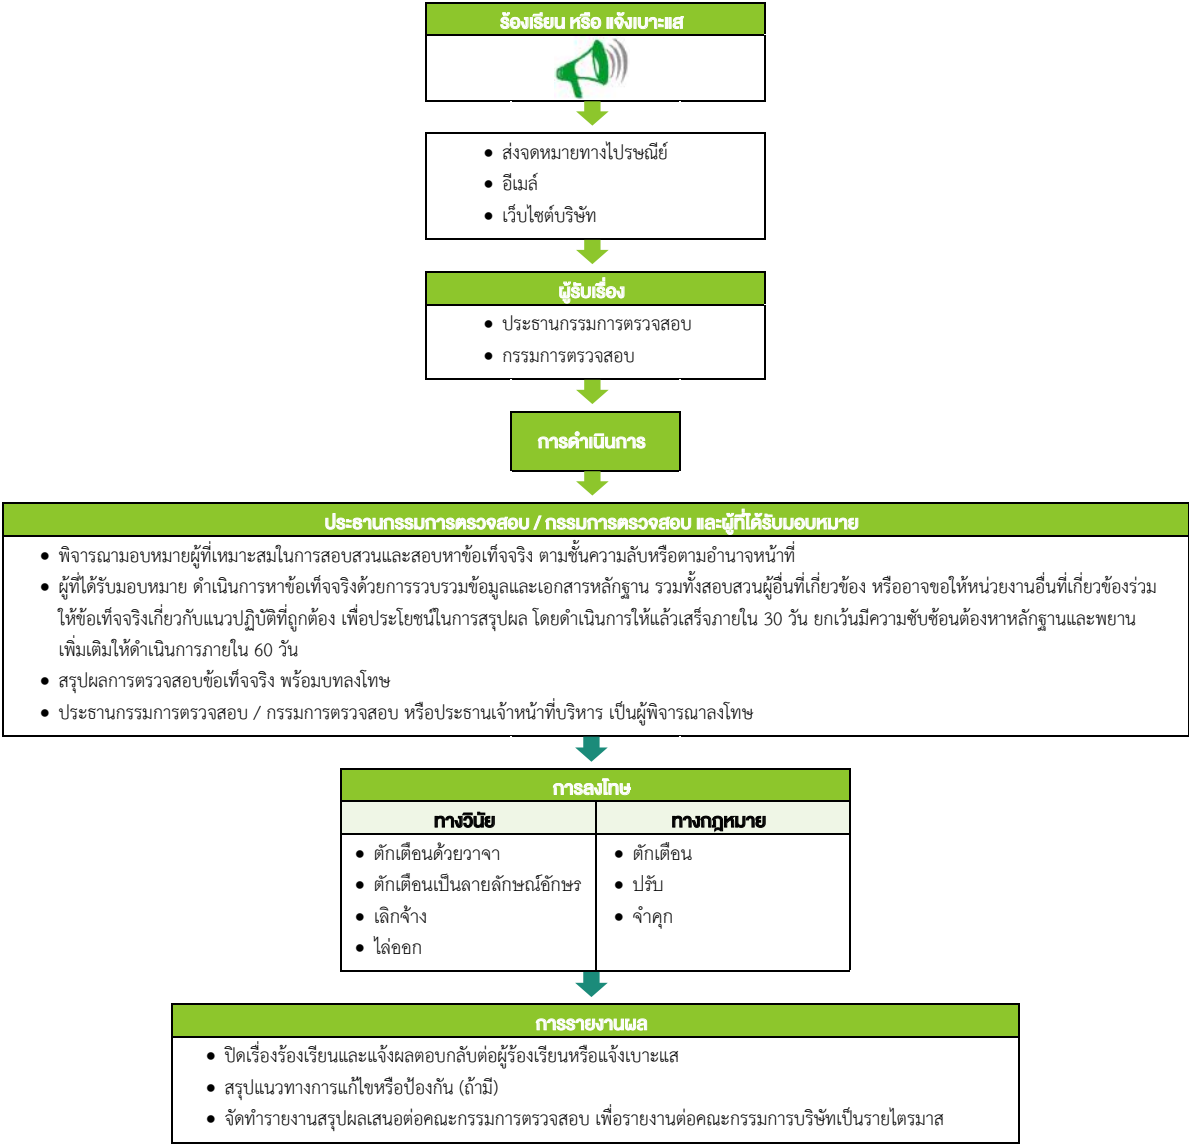 ร้องเรียน หรือ แจ้งเบาะแส
● ส่งจดหมายทางไปรษณีย์
● อีเมล์
● เว็บไซต์บริษัท
ผู้รับเรื่อง
● ประธานกรรมการตรวจสอบ
● กรรมการตรวจสอบ
การดำเนินการ
ประธานกรรมการตรวจสอบ / กรรมการตรวจสอบ และผู้ที่ได้รับมอบหมาย
● พิจารณามอบหมายผู้ที่เหมาะสมในการสอบสวนและสอบหาข้อเท็จจริง ตามชั้นความลับหรือตามอำนาจหน้าที่
● ผู้ที่ได้รับมอบหมาย ดำเนินการหาข้อเท็จจริงด้วยการรวบรวมข้อมูลและเอกสารหลักฐาน รวมทั้งสอบสวนผู้อื่นที่เกี่ยวข้อง หรืออาจขอให้หน่วยงานอื่นที่เกี่ยวข้องร่วม
ให้ข้อเท็จจริงเกี่ยวกับแนวปฏิบัติที่ถูกต้อง เพื่อประโยชน์ในการสรุปผล โดยดำเนินการให้แล้วเสร็จภายใน 30 วัน ยกเว้นมีความซับซ้อนต้องหาหลักฐานและพยาน
เพิ่มเติมให้ดำเนินการภายใน 60 วัน
● สรุปผลการตรวจสอบข้อเท็จจริง พร้อมบทลงโทษ
● ประธานกรรมการตรวจสอบ / กรรมการตรวจสอบ หรือประธานเจ้าหน้าที่บริหาร เป็นผู้พิจารณาลงโทษ
การลงโทษ
ทางวินัย
● ตักเตือนด้วยวาจา
● ตักเตือนเป็นลายลักษณ์อักษร
● เลิกจ้าง
● ไล่ออก
ทางกฎหมาย
● ตักเตือน
● ปรับ
● จำคุก
การรายงานผล
● ปิดเรื่องร้องเรียนและแจ้งผลตอบกลับต่อผู้ร้องเรียนหรือแจ้งเบาะแส
● สรุปแนวทางการแก้ไขหรือป้องกัน (ถ้ามี)
● จัดทำรายงานสรุปผลเสนอต่อคณะกรรมการตรวจสอบ เพื่อรายงานต่อคณะกรรมการบริษัทเป็นรายไตรมาส